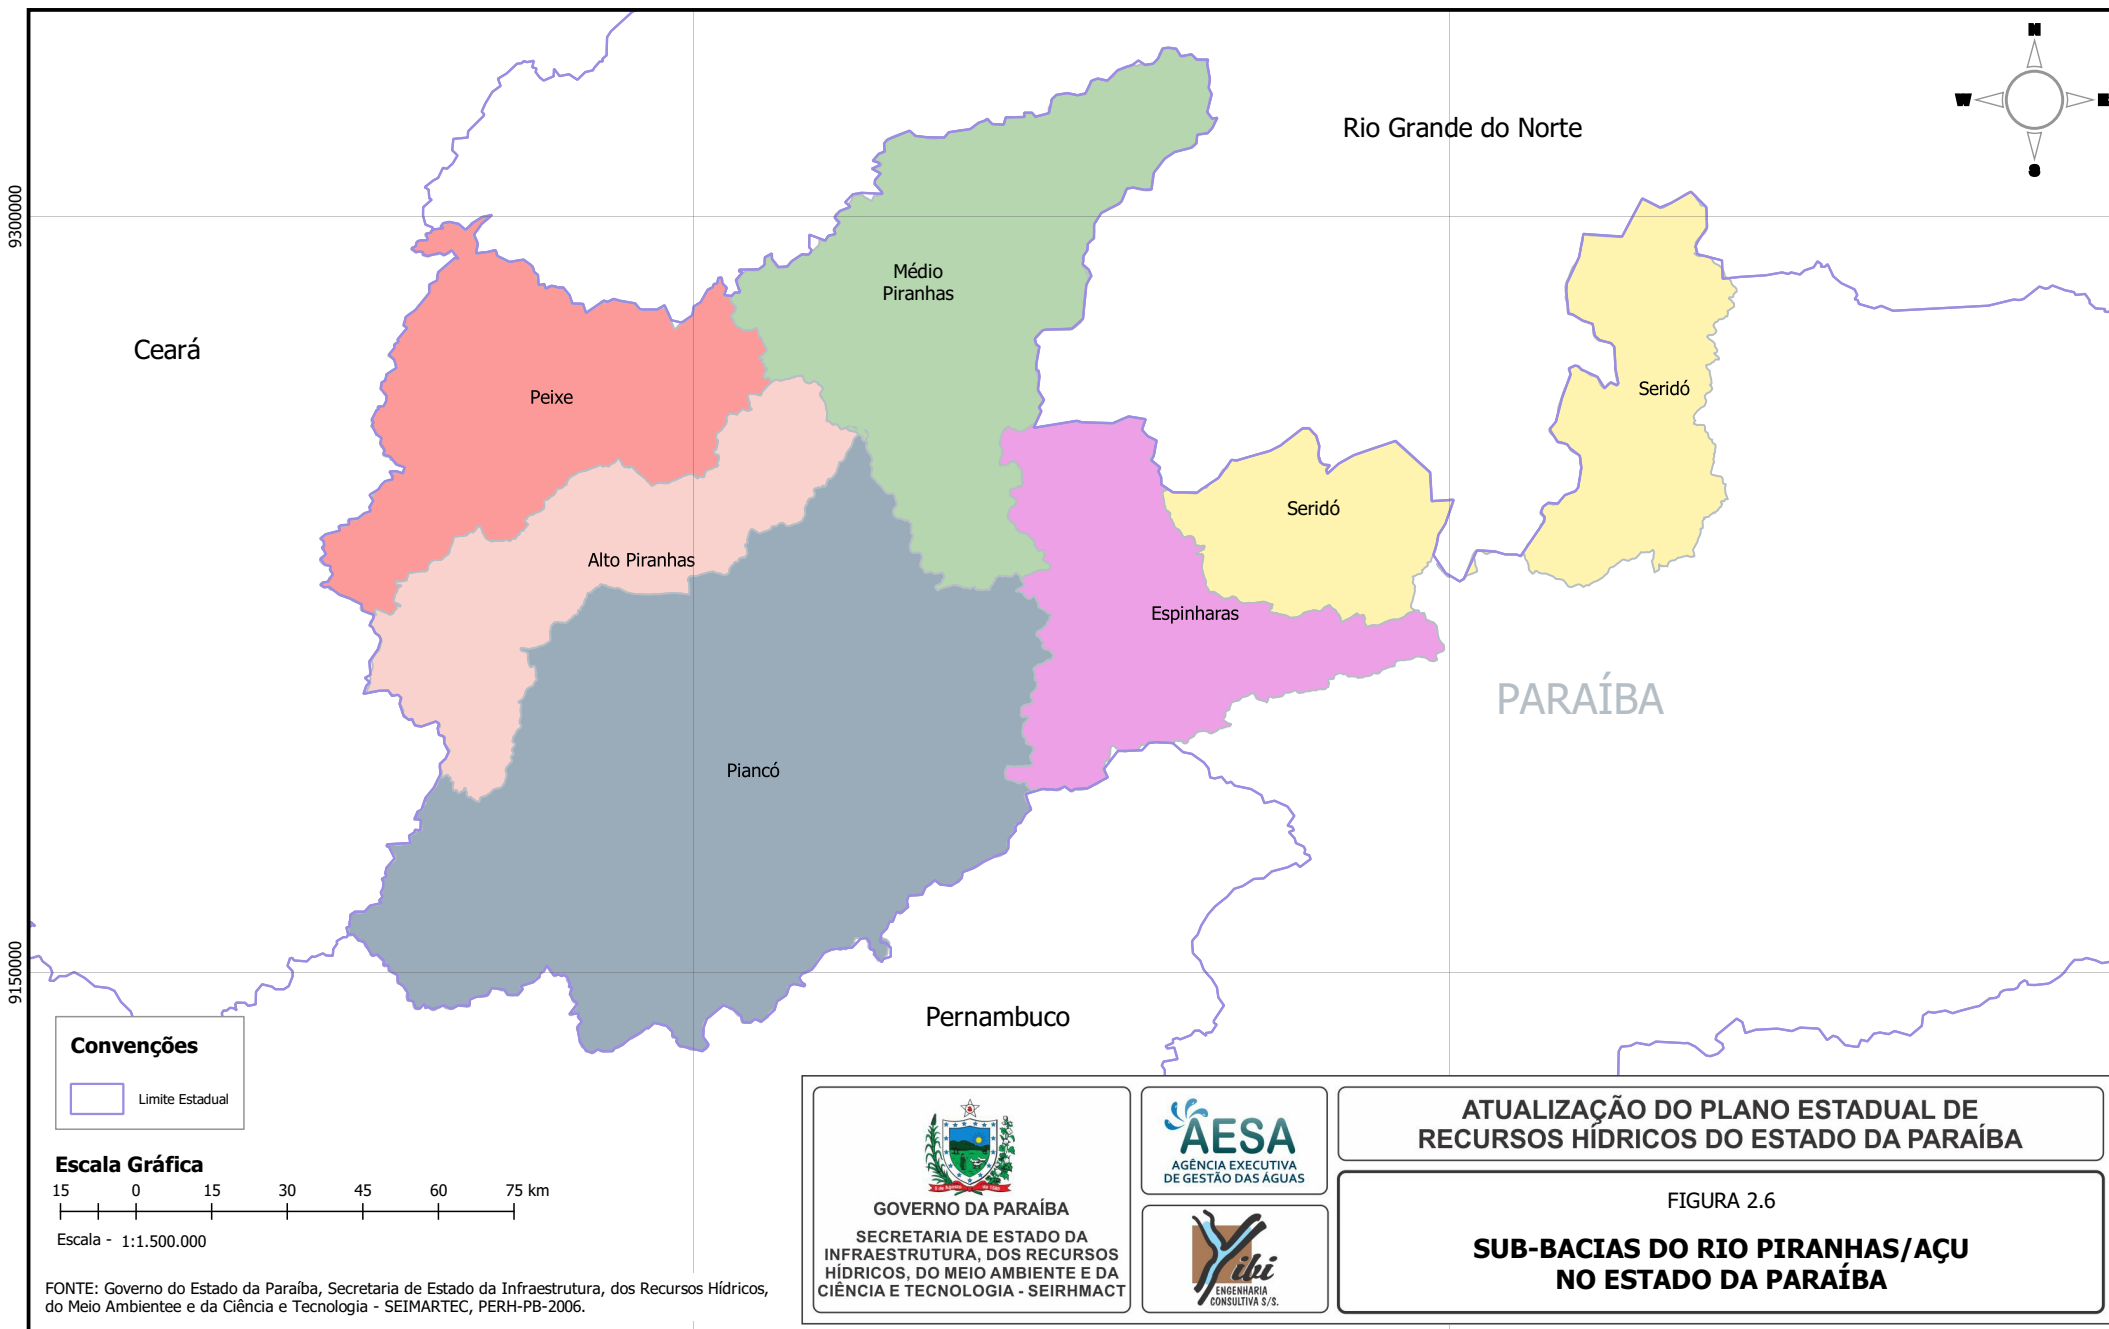 N
W
E
S
Rio Grande do Norte
9300000
Médio
Piranhas
Ceará
Peixe
Seridó
Seridó
Alto Piranhas
Espinharas
PARAÍBA
Piancó
9150000
Pernambuco
Convenções
Limite Estadual
Escala Gráfica
15 0 15 30 45 60 75 km
Escala - 1:1.500.000
FONTE: Governo do Estado da Paraíba, Secretaria de Estado da Infraestrutura, dos Recursos Hídricos,
do Meio Ambientee e da Ciência e Tecnologia - SEIMARTEC, PERH-PB-2006.
GOVERNO DA PARAÍBA
SECRETARIA DE ESTADO DA
INFRAESTRUTURA, DOS RECURSOS
HÍDRICOS, DO MEIO AMBIENTE E DA
CIÊNCIA E TECNOLOGIA - SEIRHMACT
AESA
AGÊNCIA EXECUTIVA
DE GESTÃO DAS ÁGUAS
Yibi
ENGENHARIA
CONSULTIVA S/S.
ATUALIZAÇÃO DO PLANO ESTADUAL DE
RECURSOS HÍDRICOS DO ESTADO DA PARAÍBA
FIGURA 2.6
SUB-BACIAS DO RIO PIRANHAS/AÇU
NO ESTADO DA PARAÍBA